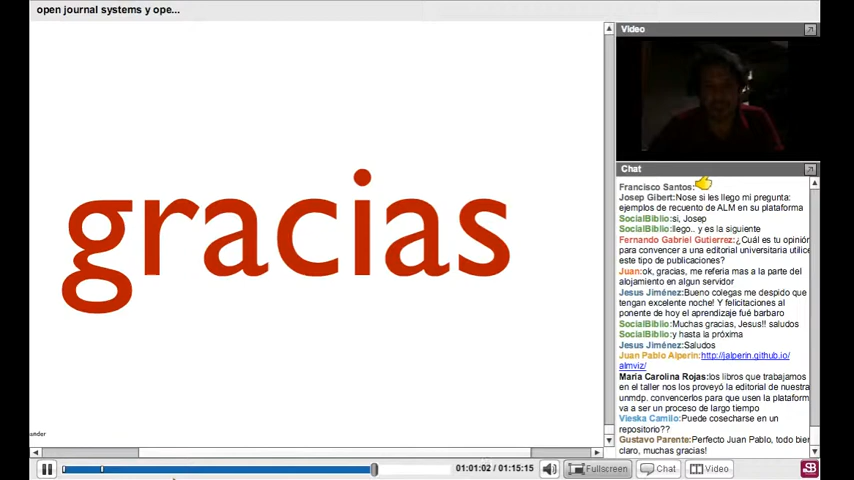 open journal systems y ope...
gracias
ander
Video
Chat
Francisco Santos:
Josep Gibert:Nose si les llego mi pregunta:
ejemplos de recuento de ALM en su plataforma
SocialBiblio:si, Josep
SocialBiblio:llego.. y es la siguiente
Fernando Gabriel Gutierrez:¿Cuál es tu opinión
para convencer a una editorial universitaria utilice
este tipo de publicaciones?
Juan:ok, gracias, me referia mas a la parte del
alojamiento en algun servidor
Jesus Jiménez:Bueno colegas me despido que
tengan excelente noche! Y felicitaciones al
ponente de hoy el aprendizaje fué barbaro
SocialBiblio:Muchas gracias, Jesus!! saludos
SocialBiblio:y hasta la próxima
Jesus Jiménez:Saludos
Juan Pablo Alperin:http://jalperin.github.io/
almviz/
Maria Carolina Rojas:los libros que trabajamos
en el taller nos los proveyó la editorial de nuestra
unmdp. convencerlos para que usen la plataform
va a ser un proceso de largo tiempo
Vieska Camilo:Puede cosecharse en un
repositorio??
Gustavo Parente:Perfecto Juan Pablo, todo bien
claro, muchas gracias!
01:01:02 / 01:15:15
Fullscreen
Chat
Video
SB